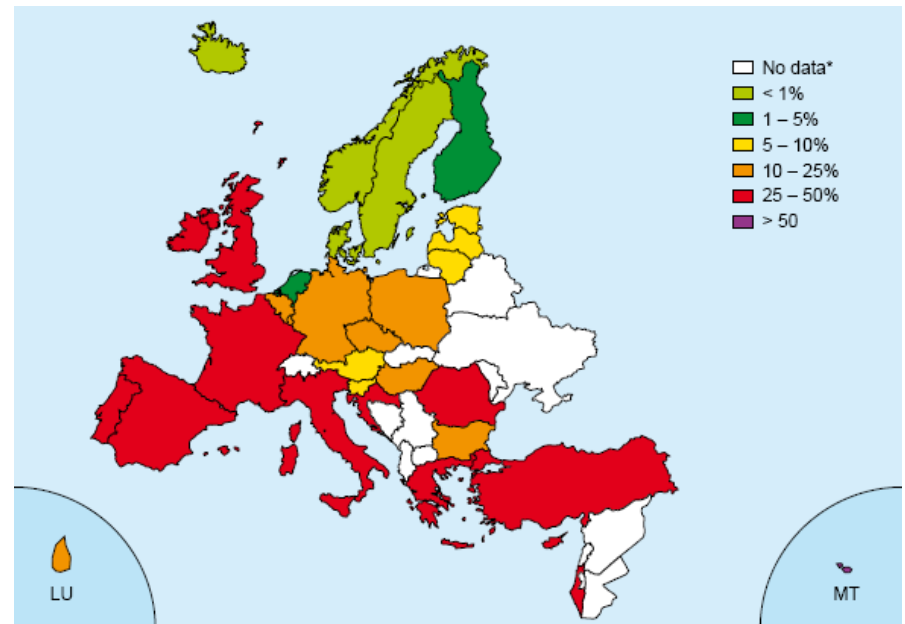 No data*
< 1%
1 – 5%
5 – 10%
10 – 25%
25 – 50%
> 50
LU
MT